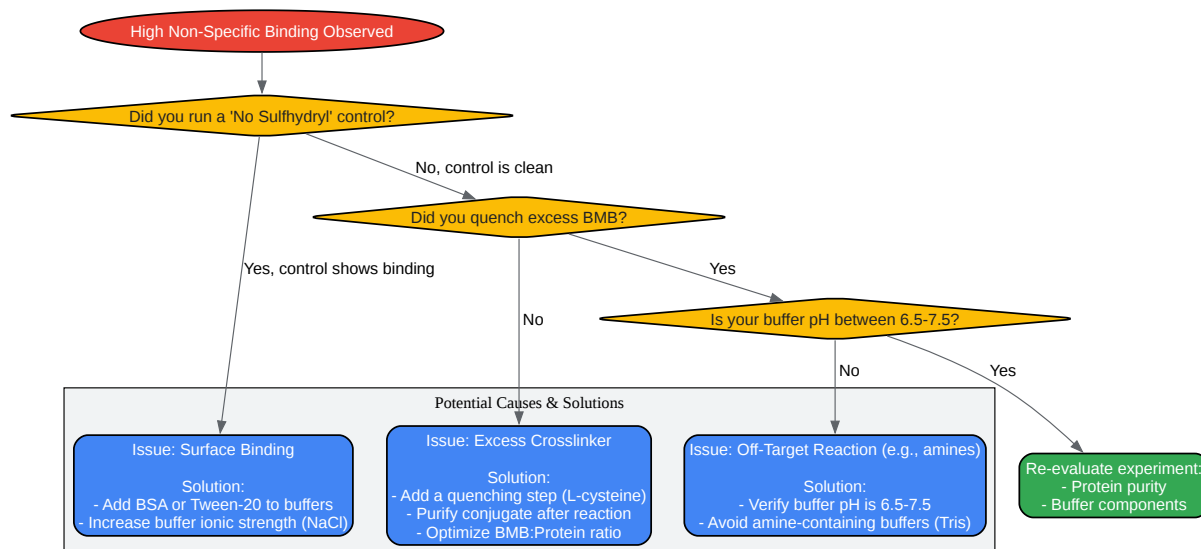 High Non-Specific Binding Observed
Did you run a 'No Sulfhydryl' control?
No, control is clean
Did you quench excess BMB?
Yes, control shows binding
Yes
Is your buffer pH between 6.5-7.5?
No
No
Yes
Potential Causes & Solutions
Issue: Surface Binding
Solution:
- Add BSA or Tween-20 to buffers
- Increase buffer ionic strength (NaCl)
Issue: Excess Crosslinker
Solution:
- Add a quenching step (L-cysteine)
- Purify conjugate after reaction
- Optimize BMB:Protein ratio
Issue: Off-Target Reaction (e.g., amines)
Solution:
- Verify buffer pH is 6.5-7.5
- Avoid amine-containing buffers (Tris)
Re-evaluate experiment:
- Protein purity
- Buffer components